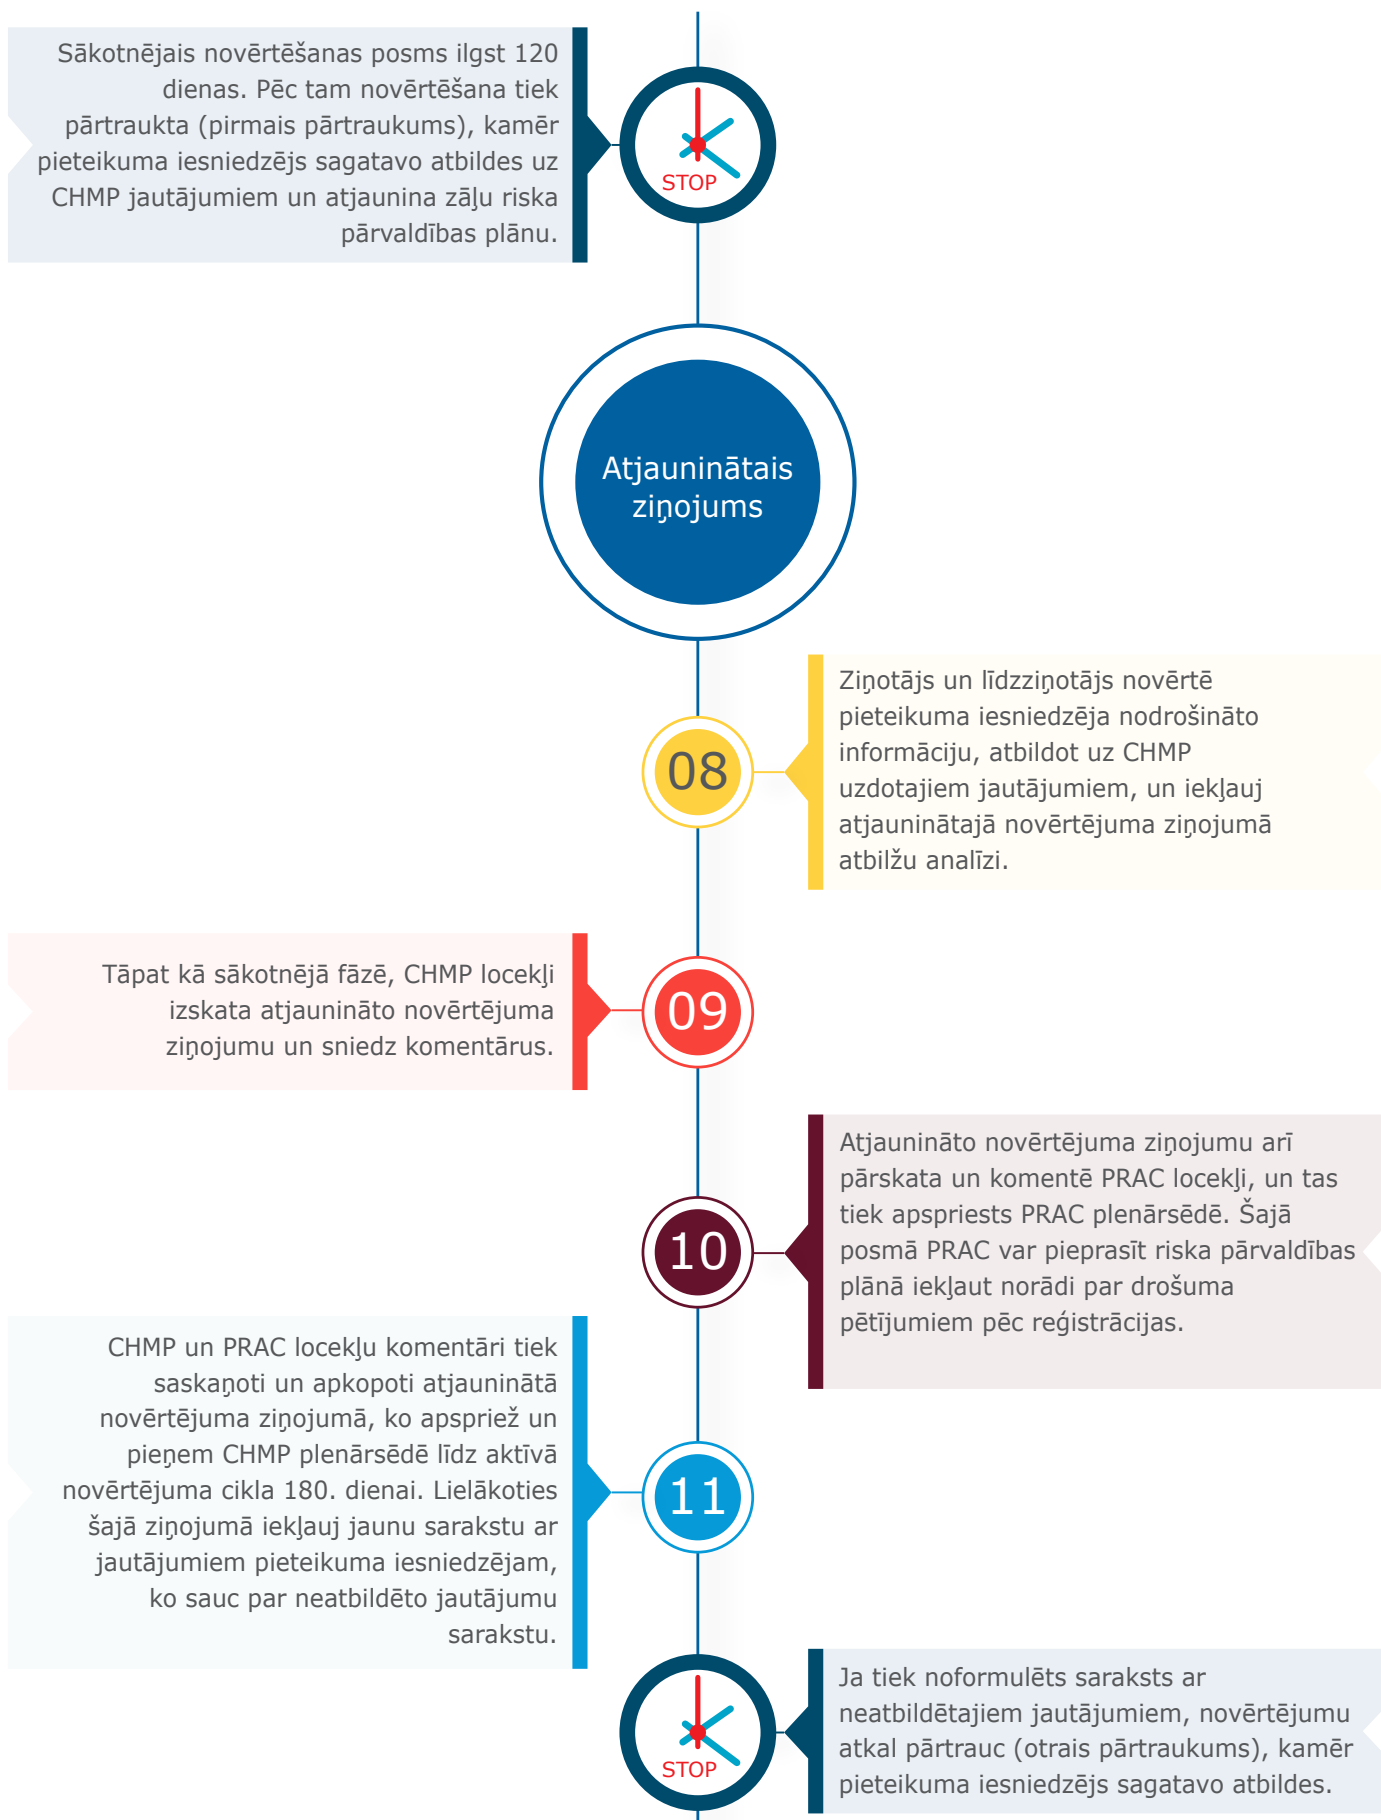 Sākotnējais novērtēšanas posms ilgst 120
dienas. Pēc tam novērtēšana tiek
pārtraukta (pirmais pārtraukums), kamēr
pieteikuma iesniedzējs sagatavo atbildes uz
CHMP jautājumiem un atjaunina zāļu riska
pārvaldības plānu.
STOP
Atjauninātais
ziņojums
08
Ziņotājs un līdzziņotājs novērtē
pieteikuma iesniedzēja nodrošināto
informāciju, atbildot uz CHMP
uzdotajiem jautājumiem, un iekļauj
atjauninātajā novērtējuma ziņojumā
atbilžu analīzi.
Tāpat kā sākotnējā fāzē, CHMP locekļi
izskata atjaunināto novērtējuma
ziņojumu un sniedz komentārus.
09
10
Atjaunināto novērtējuma ziņojumu arī
pārskata un komentē PRAC locekļi, un tas
tiek apspriests PRAC plenārsēdē. Šajā
posmā PRAC var pieprasīt riska pārvaldības
plānā iekļaut norādi par drošuma
pētījumiem pēc reģistrācijas.
CHMP un PRAC locekļu komentāri tiek
saskaņoti un apkopoti atjauninātā
novērtējuma ziņojumā, ko apspriež un
pieņem CHMP plenārsēdē līdz aktīvā
novērtējuma cikla 180. dienai. Lielākoties
šajā ziņojumā iekļauj jaunu sarakstu ar
jautājumiem pieteikuma iesniedzējam,
ko sauc par neatbildēto jautājumu
sarakstu.
11
STOP
Ja tiek noformulēts saraksts ar
neatbildētajiem jautājumiem, novērtējumu
atkal pārtrauc (otrais pārtraukums), kamēr
pieteikuma iesniedzējs sagatavo atbildes.